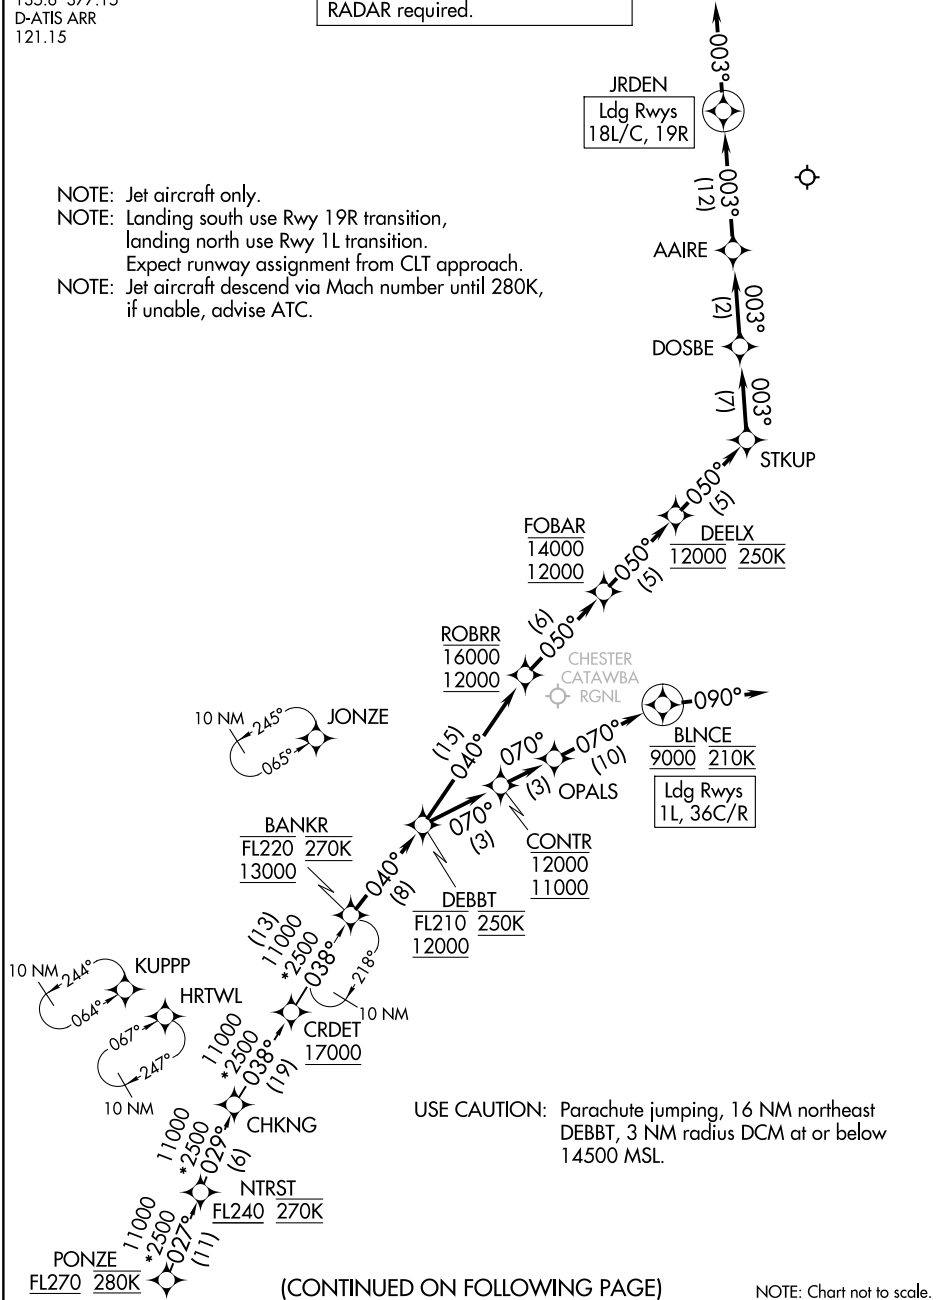 D-ATIS ARR
121.15
RADAR required.
003°
JRDEN
Ldg Rwys
18L/C, 19R
NOTE: Jet aircraft only.
NOTE: Landing south use Rwy 19R transition,
landing north use Rwy 1L transition.
Expect runway assignment from CLT approach.
NOTE: Jet aircraft descend via Mach number until 280K,
if unable, advise ATC.
003°
(12)
AAIRE
003°
(2)
DOSBE
003°
(7)
STKUP
050°
(5)
DEELX
12000 250K
FOBAR
14000
12000
050°
(5)
(6)
050°
ROBRR
16000
12000
CHESTER
CATAWBA
RGNL
090°
BLNCE
9000 210K
Ldg Rwys
1L, 36C/R
10 NM
245°
065°
JONZE
(15)
040°
070°
(3)
070°
(10)
OPALS
070°
(3)
CONTR
12000
11000
BANKR
FL220 270K
13000
040°
(8)
DEBBT
FL210 250K
12000
(13)
11000
*2500
038°
218°
10 NM
10 NM
244°
064°
KUPPP
HRTWL
067°
247°
10 NM
CRDET
17000
11000
*2500
038°
(19)
CHKNG
USE CAUTION: Parachute jumping, 16 NM northeast
DEBBT, 3 NM radius DCM at or below
14500 MSL.
11000
*2500
029°
(6)
NTRST
FL240 270K
11000
*2500
027°
(11)
PONZE
FL270 280K
(CONTINUED ON FOLLOWING PAGE)
NOTE: Chart not to scale.